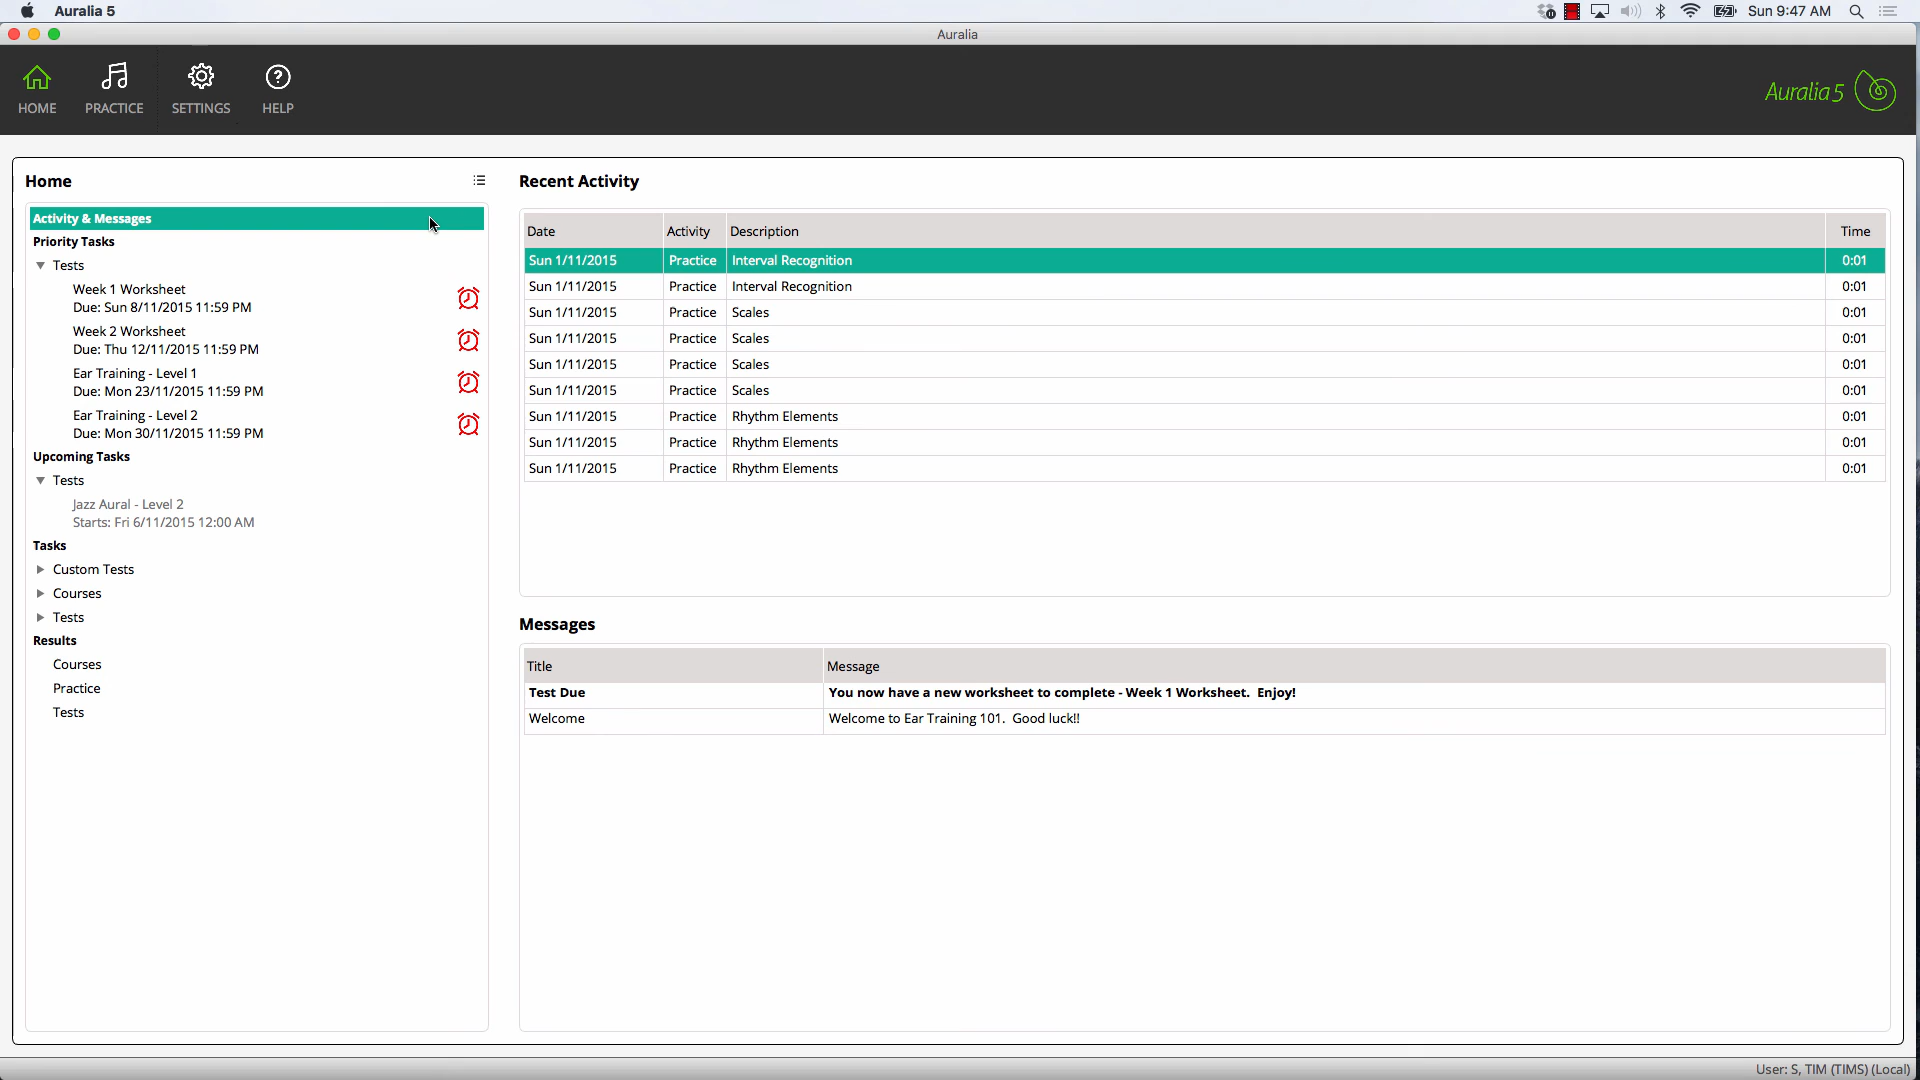 Auralia 5
Sun 9:47 AM
Auralia
HOME
PRACTICE
SETTINGS
HELP
Auralia 5
Home
Activity & Messages
Priority Tasks
Tests
Week 1 Worksheet
Due: Sun 8/11/2015 11:59 PM
Week 2 Worksheet
Due: Thu 12/11/2015 11:59 PM
Ear Training - Level 1
Due: Mon 23/11/2015 11:59 PM
Ear Training - Level 2
Due: Mon 30/11/2015 11:59 PM
Upcoming Tasks
Tests
Jazz Aural - Level 2
Starts: Fri 6/11/2015 12:00 AM
Tasks
Custom Tests
Courses
Tests
Results
Courses
Practice
Tests
Recent Activity
Date Activity Description Time
Sun 1/11/2015 Practice Interval Recognition 0:01
Sun 1/11/2015 Practice Interval Recognition 0:01
Sun 1/11/2015 Practice Scales 0:01
Sun 1/11/2015 Practice Scales 0:01
Sun 1/11/2015 Practice Scales 0:01
Sun 1/11/2015 Practice Scales 0:01
Sun 1/11/2015 Practice Rhythm Elements 0:01
Sun 1/11/2015 Practice Rhythm Elements 0:01
Sun 1/11/2015 Practice Rhythm Elements 0:01
Messages
Title Message
Test Due You now have a new worksheet to complete - Week 1 Worksheet.  Enjoy!
Welcome Welcome to Ear Training 101.  Good luck!!
User: S, TIM (TIMS) (Local)